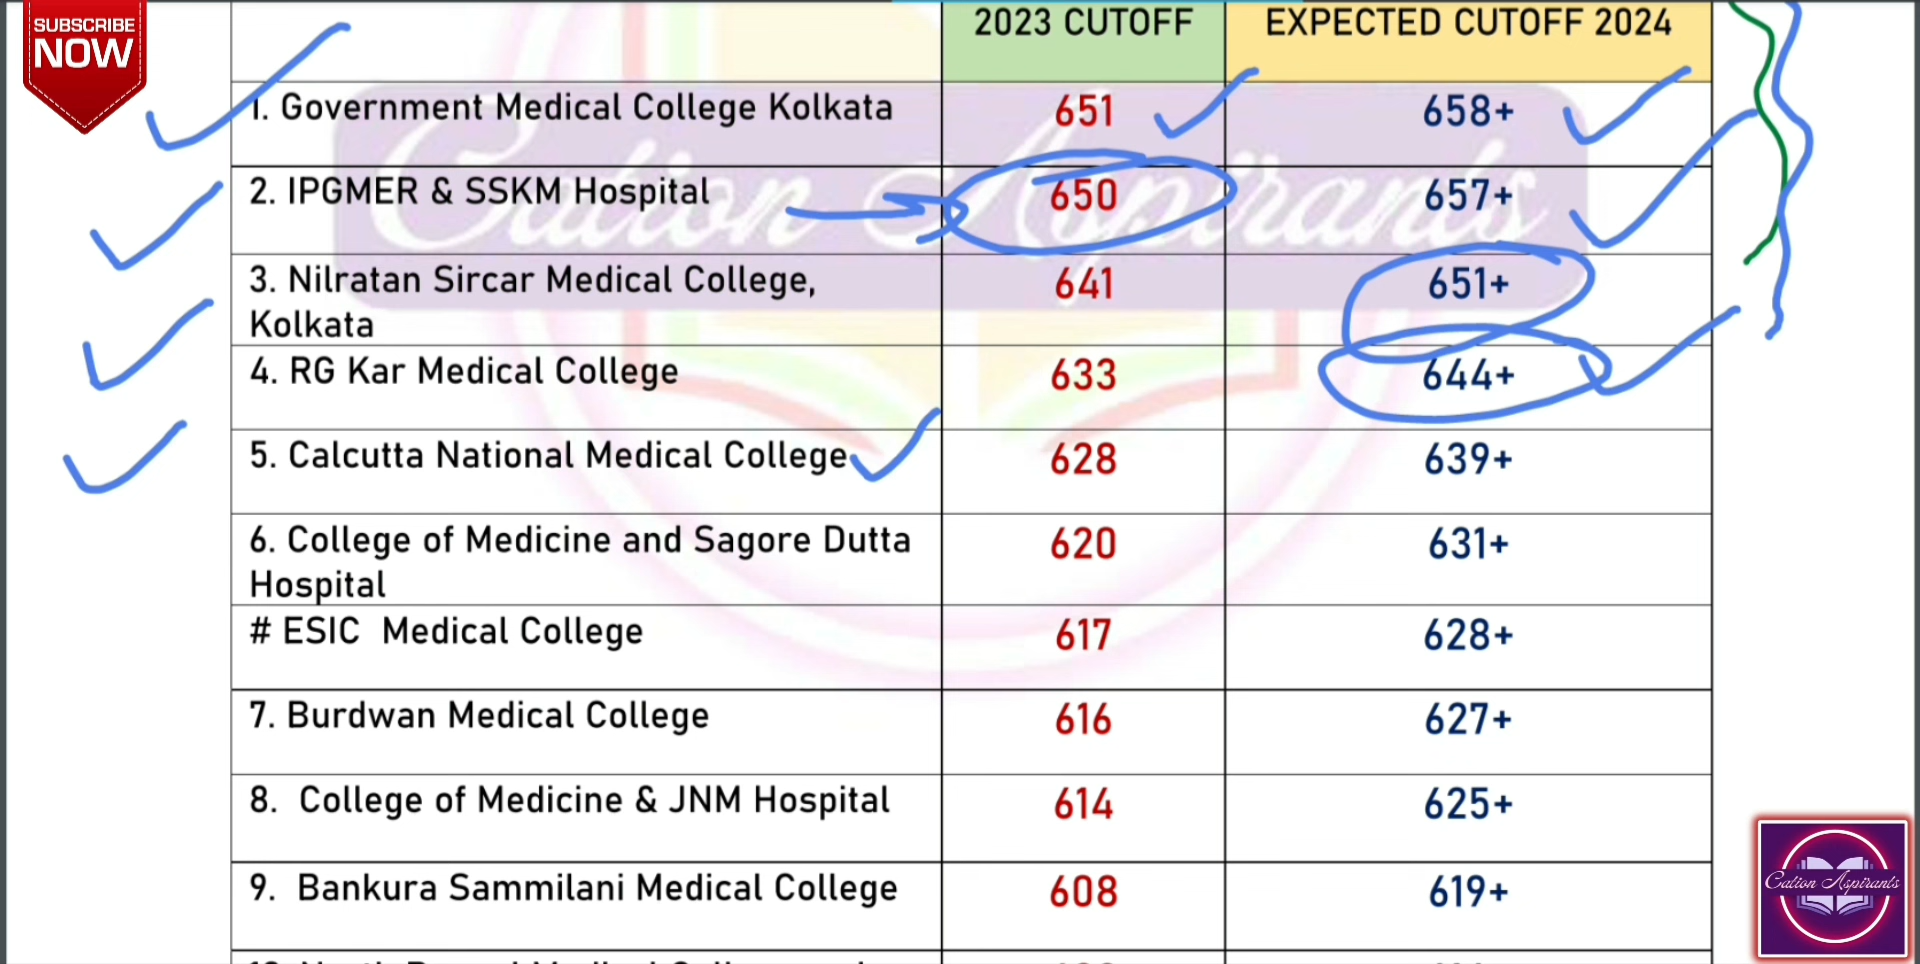 SUBSCRIBE
NOW
2023 CUTOFF EXPECTED CUTOFF 2024
1. Government Medical College Kolkata 651 658+
2. IPGMER & SSKM Hospital 650 657+
3. Nilratan Sircar Medical College, 641 651+
Kolkata
4. RG Kar Medical College 633 644+
5. Calcutta National Medical College 628 639+
6. College of Medicine and Sagore Dutta 620 631+
Hospital
# ESIC Medical College 617 628+
7. Burdwan Medical College 616 627+
8. College of Medicine & JNM Hospital 614 625+
9. Bankura Sammilani Medical College 608 619+
Cation Aspirants
Cation Aspirants